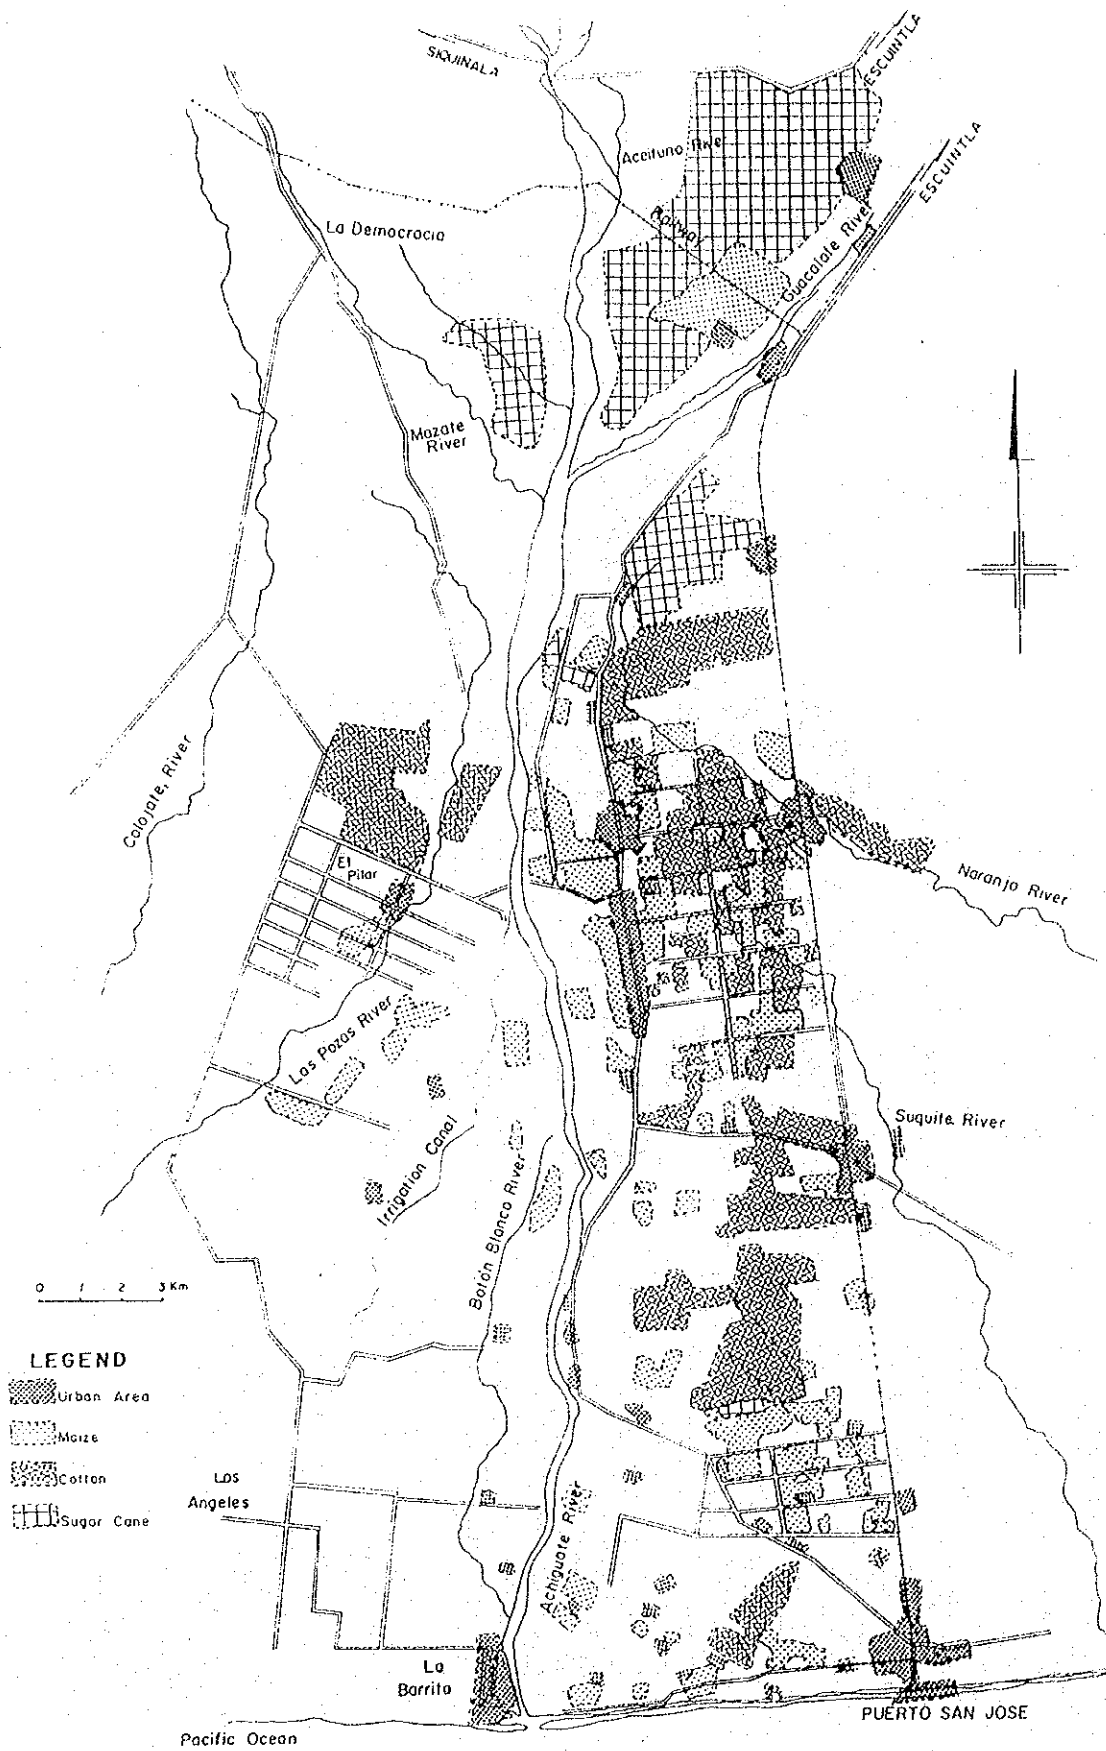 SIQUINALA
ESCUINTLA
ESCUINTLA
Aceituno River
Railway
Guacalate River
La Democracia
Mazate
River
Colojate, River
El
Pilar
Naranjo River
Las Pozas River
Irrigation Canal
Botón Blanco River
Suquite River
0 1 2 3 Km
LEGEND
Urban Area
Maize
Cotton
Sugar Cane
Los
Angeles
Achiguate River
La
Barrita
PUERTO SAN JOSE
Pacific Ocean